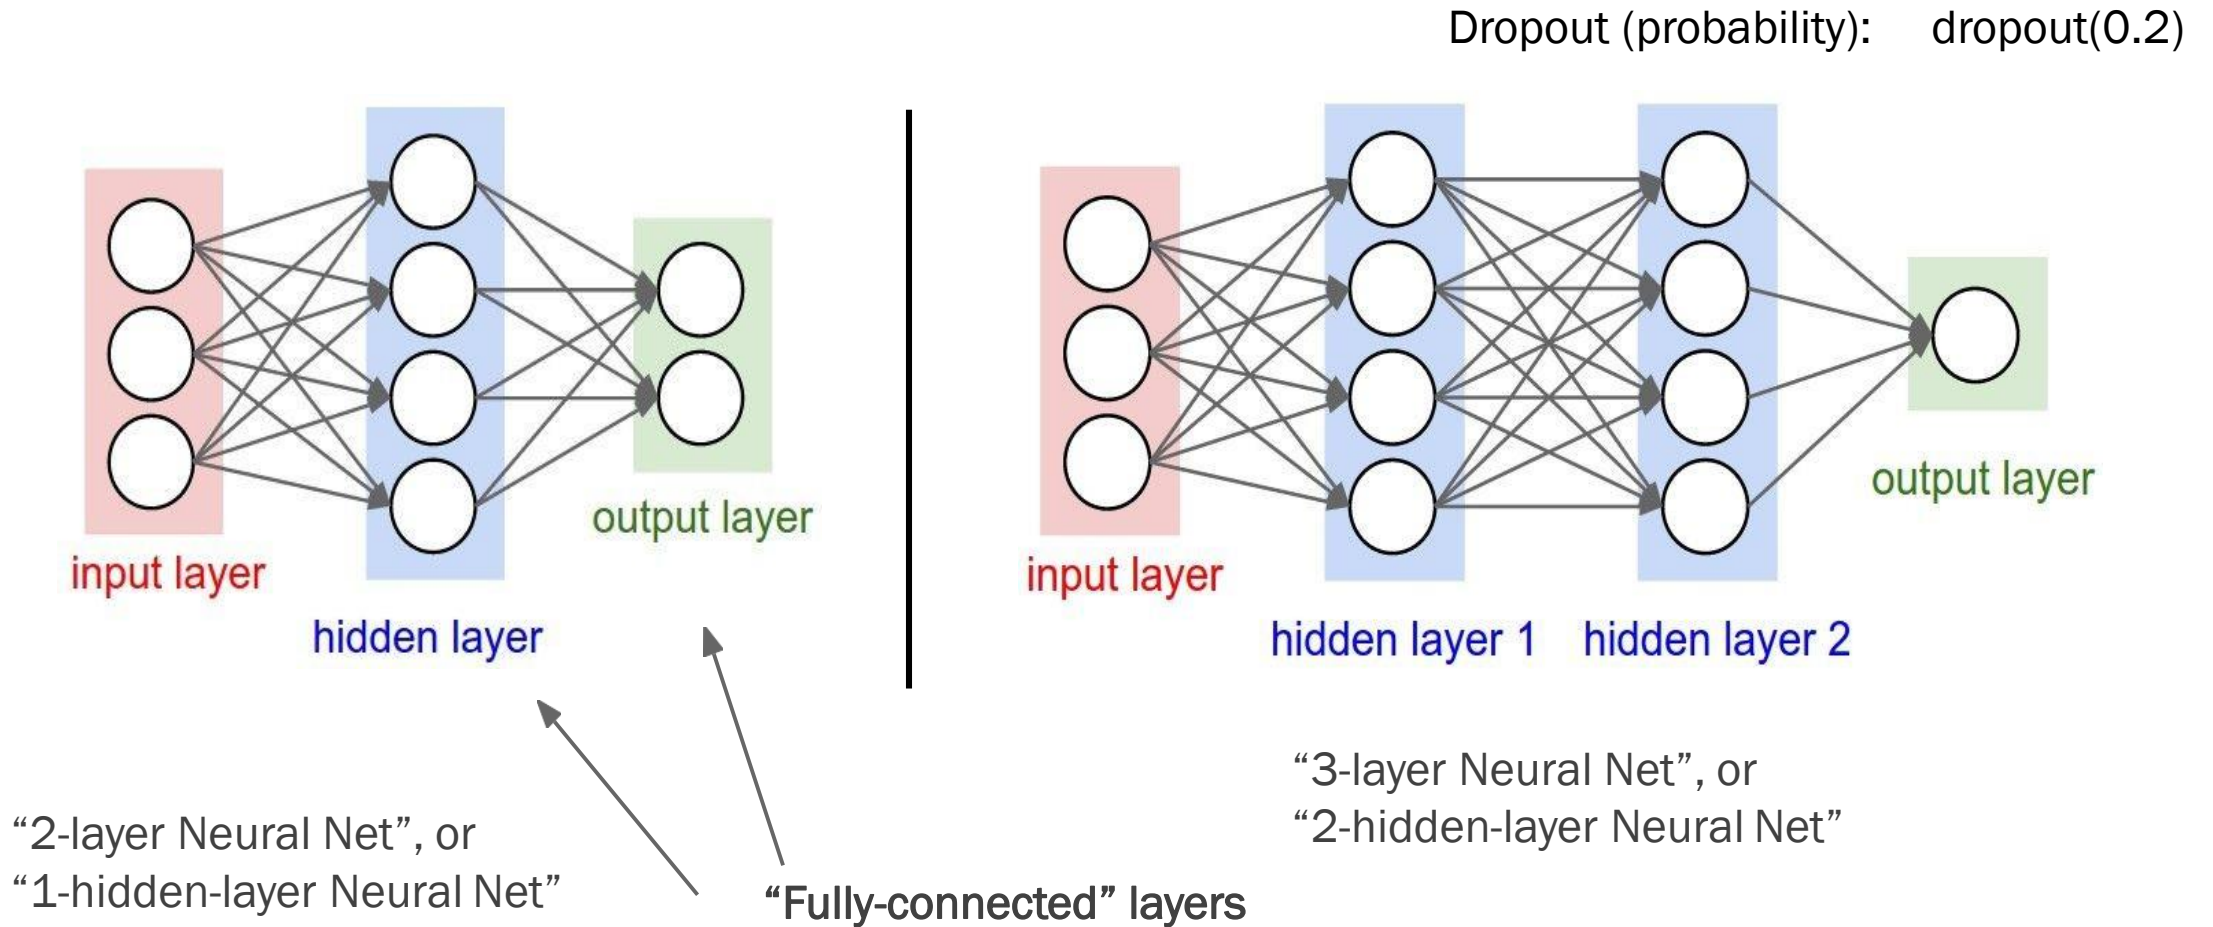 Dropout (probability): dropout(0.2)
input layer
hidden layer
output layer
“2-layer Neural Net”, or
“1-hidden-layer Neural Net”
“Fully-connected” layers
input layer
hidden layer 1
hidden layer 2
output layer
“3-layer Neural Net”, or
“2-hidden-layer Neural Net”